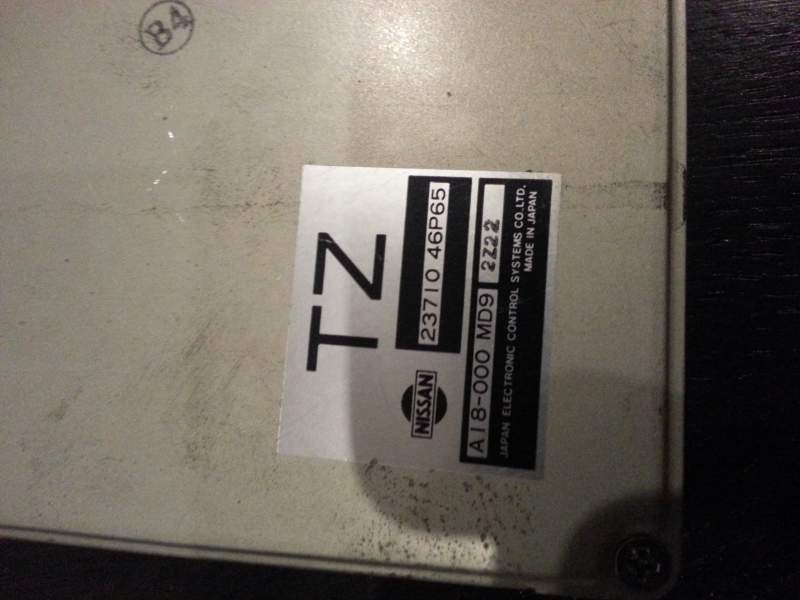 B4
TZ
NISSAN
23710 46P65
A18-000 MD9 2Z22
JAPAN ELECTRONIC CONTROL SYSTEMS CO.LTD.
MADE IN JAPAN